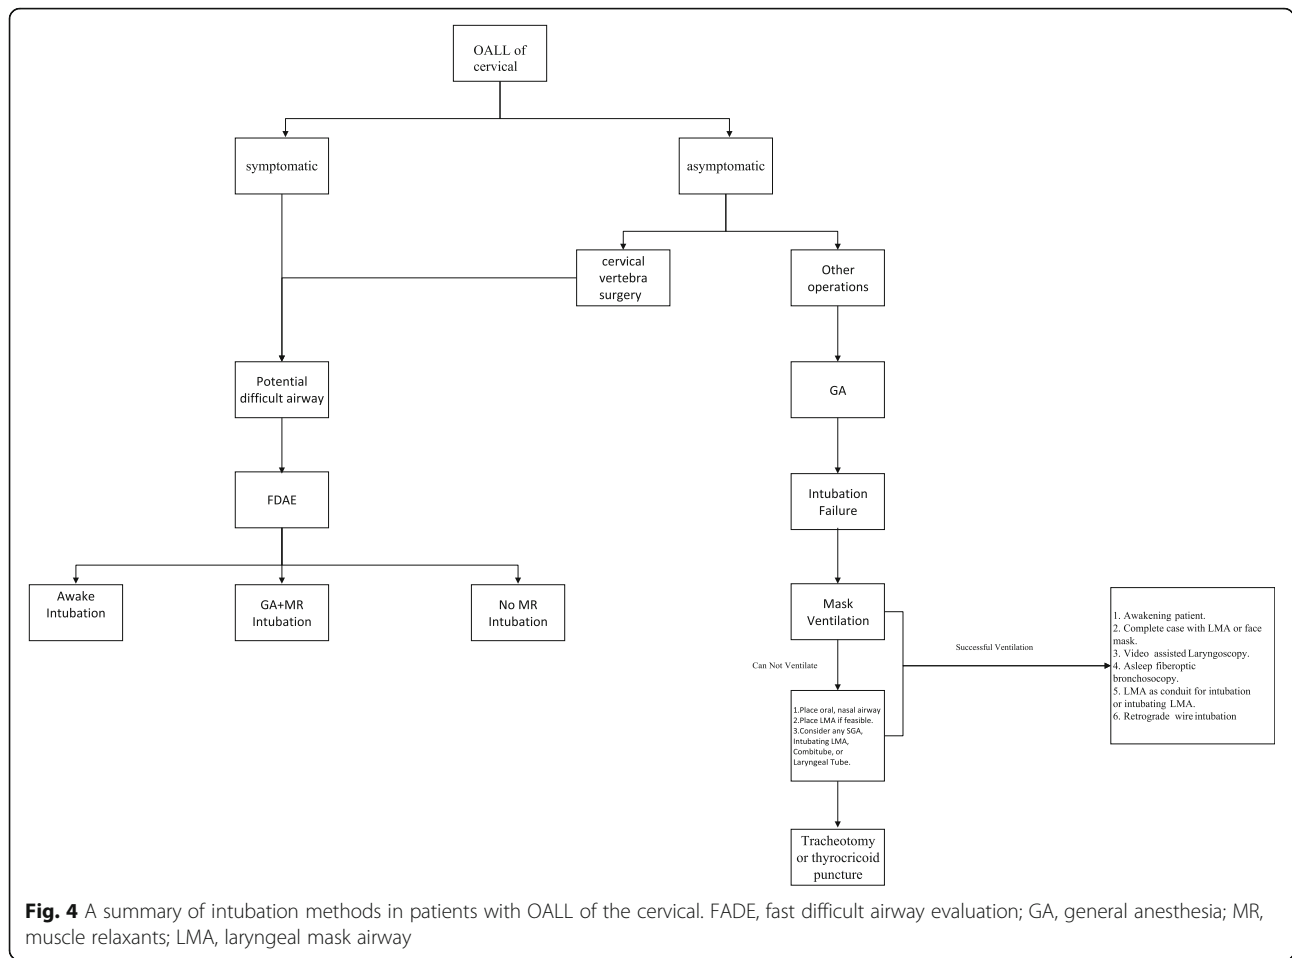 OALL of
cervical
symptomatic
asymptomatic
cervical
vertebra
surgery
Other
operations
Potential
difficult airway
GA
FDAE
Intubation
Failure
Awake
Intubation
GA+MR
Intubation
No MR
Intubation
Mask
Ventilation
Successful Ventilation
Can Not Ventilate
1. Awakening patient.
2. Complete case with LMA or face
mask.
3. Video assisted Laryngoscopy.
4. Asleep fiberoptic
bronchosocopy.
5. LMA as conduit for intubation
or intubating LMA.
6. Retrograde wire intubation
1.Place oral, nasal airway
2.Place LMA if feasible.
3.Consider any SGA,
Intubating LMA,
Combitube, or
Laryngeal Tube.
Tracheotomy
or thyrocricoid
puncture
Fig. 4 A summary of intubation methods in patients with OALL of the cervical. FADE, fast difficult airway evaluation; GA, general anesthesia; MR,
muscle relaxants; LMA, laryngeal mask airway